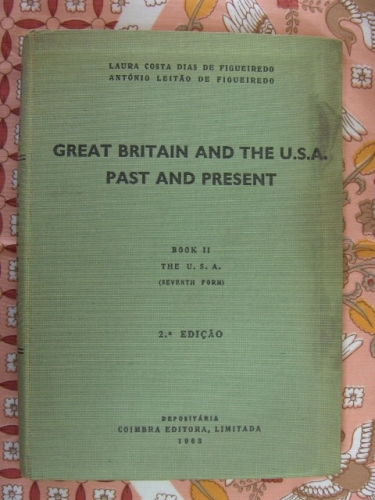 LAURA COSTA DIAS DE FIGUEIREDO
ANTÓNIO LEITÃO DE FIGUEIREDO
GREAT BRITAIN AND THE U.S.A.
PAST AND PRESENT
BOOK II
THE U. S. A.
(SEVENTH FORM)
2.ª EDIÇÃO
DEPOSITÁRIA
COIMBRA EDITORA, LIMITADA
1963